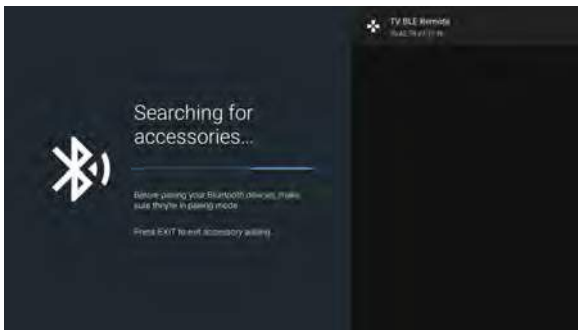 Searching for
accessories...
Before pairing your Bluetooth devices, make
sure they're in pairing mode.
Press EXIT to exit accessory adding.
TV BLE Remote